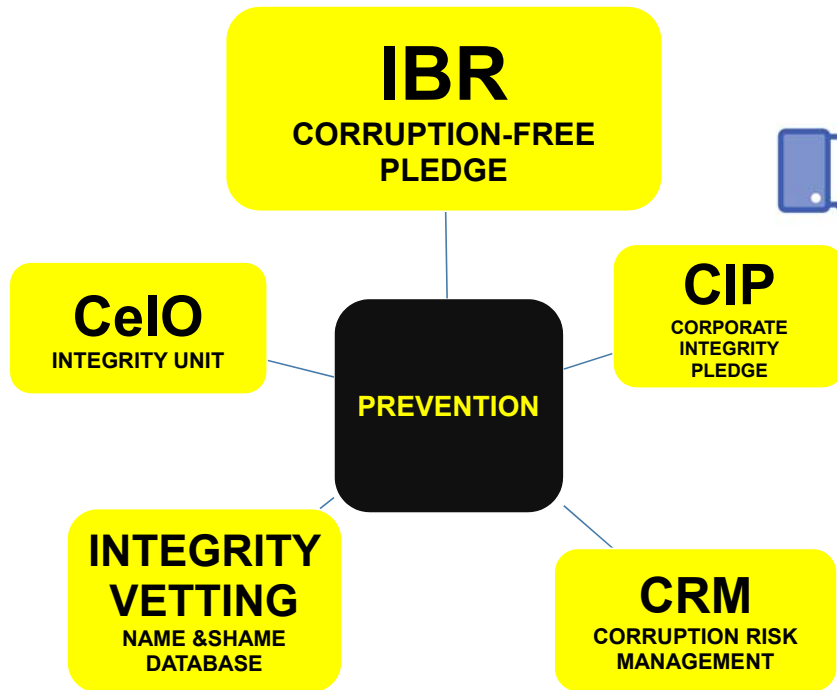 IBR
CORRUPTION-FREE
PLEDGE
CeIO
INTEGRITY UNIT
CIP
CORPORATE
INTEGRITY
PLEDGE
PREVENTION
INTEGRITY
VETTING
NAME &SHAME
DATABASE
CRM
CORRUPTION RISK
MANAGEMENT